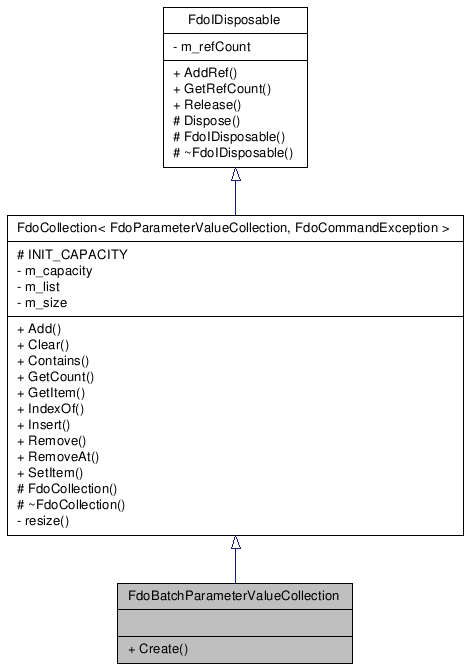 FdoIDisposable
- m_refCount
+ AddRef()
+ GetRefCount()
+ Release()
# Dispose()
# FdoIDisposable()
# ~FdoIDisposable()
FdoCollection< FdoParameterValueCollection, FdoCommandException >
# INIT_CAPACITY
- m_capacity
- m_list
- m_size
+ Add()
+ Clear()
+ Contains()
+ GetCount()
+ GetItem()
+ IndexOf()
+ Insert()
+ Remove()
+ RemoveAt()
+ SetItem()
# FdoCollection()
# ~FdoCollection()
- resize()
FdoBatchParameterValueCollection
+ Create()